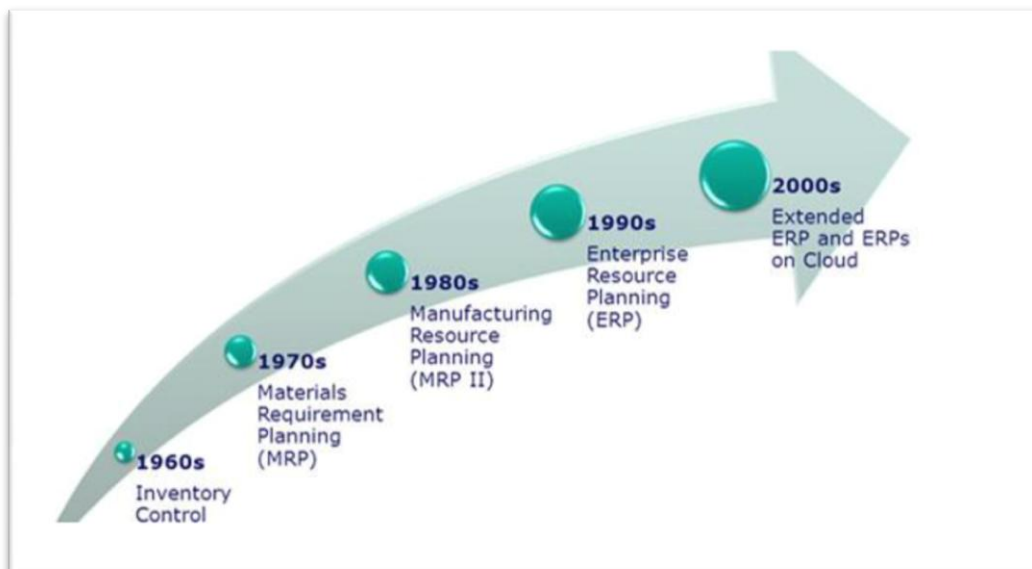 1960s
Inventory
Control
1970s
Materials
Requirement
Planning
(MRP)
1980s
Manufacturing
Resource
Planning
(MRP II)
1990s
Enterprise
Resource
Planning
(ERP)
2000s
Extended
ERP and ERPs
on Cloud